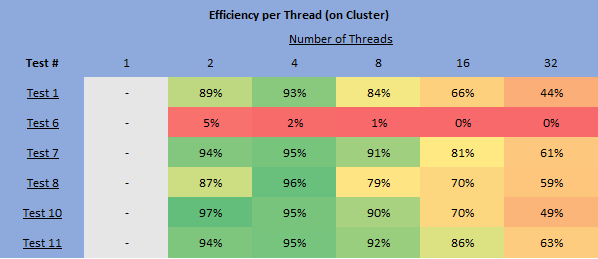 Efficiency per Thread (on Cluster)
Number of Threads
Test # 1 2 4 8 16 32
Test 1 - 89% 93% 84% 66% 44%
Test 6 - 5% 2% 1% 0% 0%
Test 7 - 94% 95% 91% 81% 61%
Test 8 - 87% 96% 79% 70% 59%
Test 10 - 97% 95% 90% 70% 49%
Test 11 - 94% 95% 92% 86% 63%